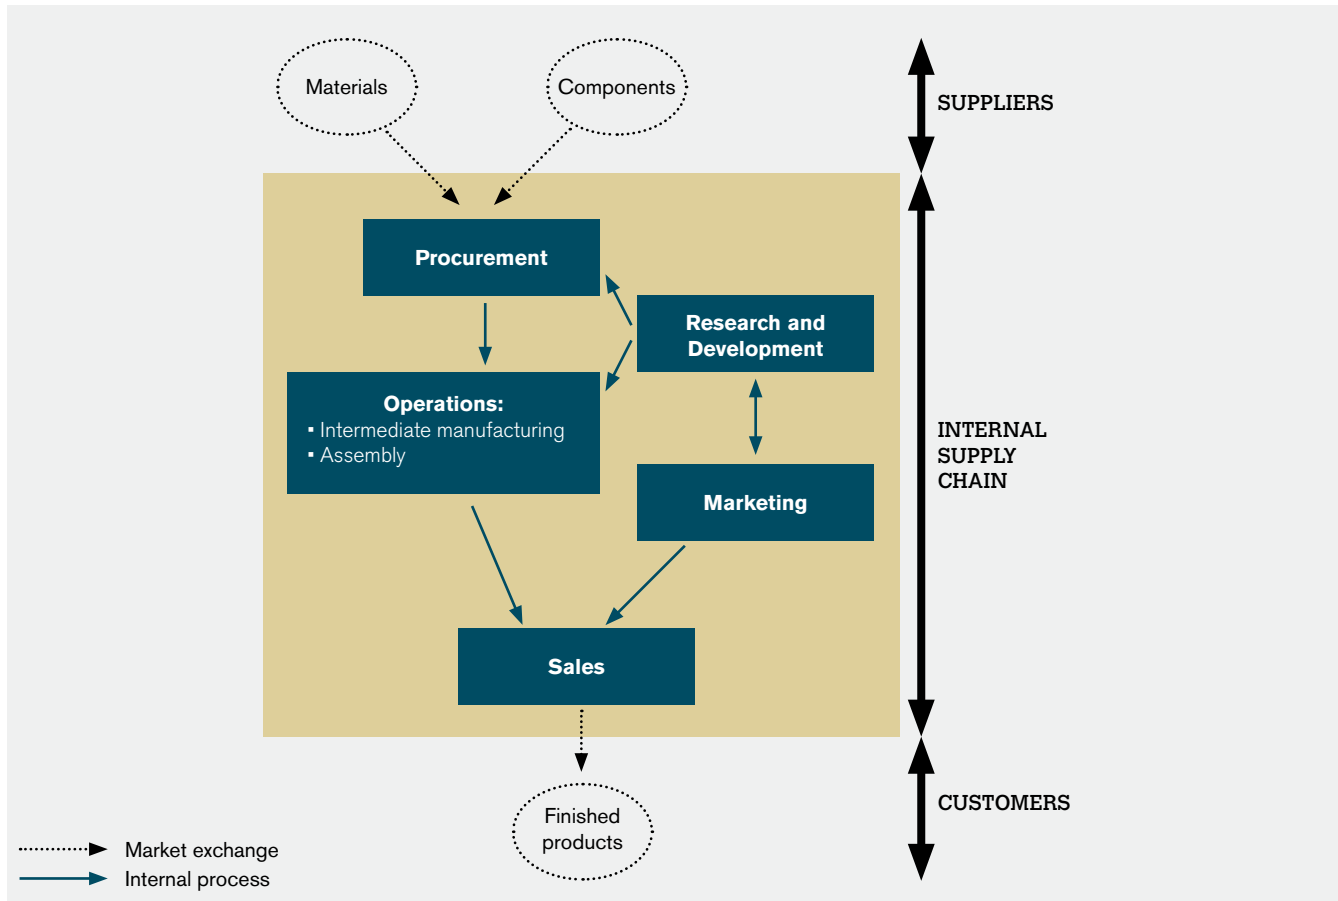 Materials
Components
SUPPLIERS
Procurement
Research and
Development
Operations:
▪ Intermediate manufacturing
▪ Assembly
INTERNAL
SUPPLY
CHAIN
Marketing
Sales
Finished
products
CUSTOMERS
Market exchange
Internal process